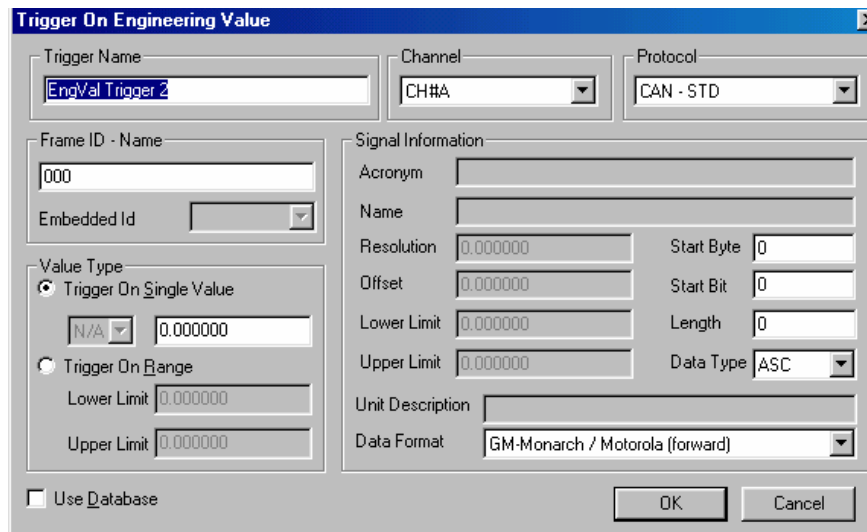 Trigger On Engineering Value
Trigger Name
EngVal Trigger 2
Channel
CH#A
Protocol
CAN - STD
Frame ID - Name
000
Embedded Id
Value Type
Trigger On Single Value
N/A
0.000000
Trigger On Range
Lower Limit 0.000000
Upper Limit 0.000000
Signal Information
Acronym
Name
Resolution 0.000000
Start Byte 0
Offset 0.000000
Start Bit 0
Lower Limit 0.000000
Length 0
Upper Limit 0.000000
Data Type ASC
Unit Description
Data Format GM-Monarch / Motorola (forward)
Use Database
OK
Cancel